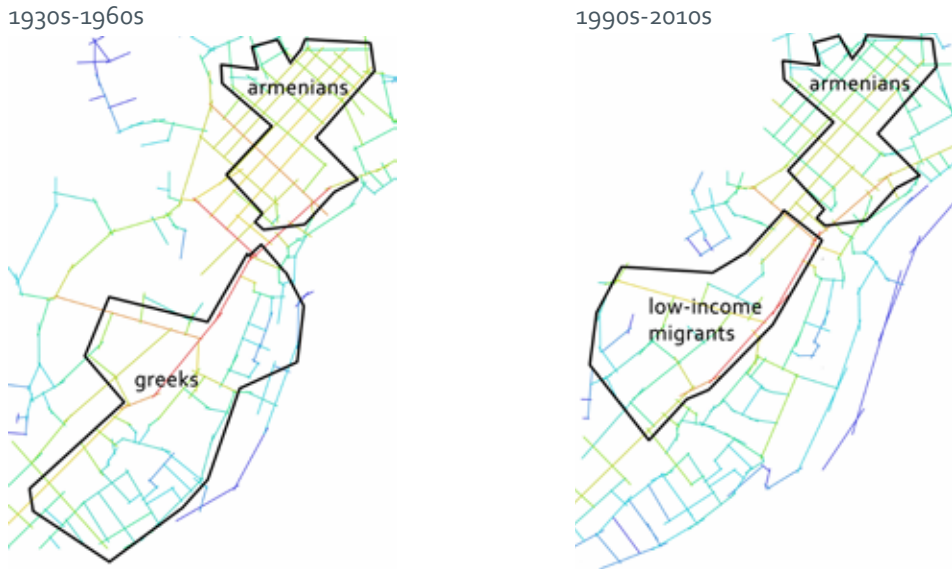 1930s-1960s
1990s-2010s
armenians
greeks
armenians
low-income
migrants